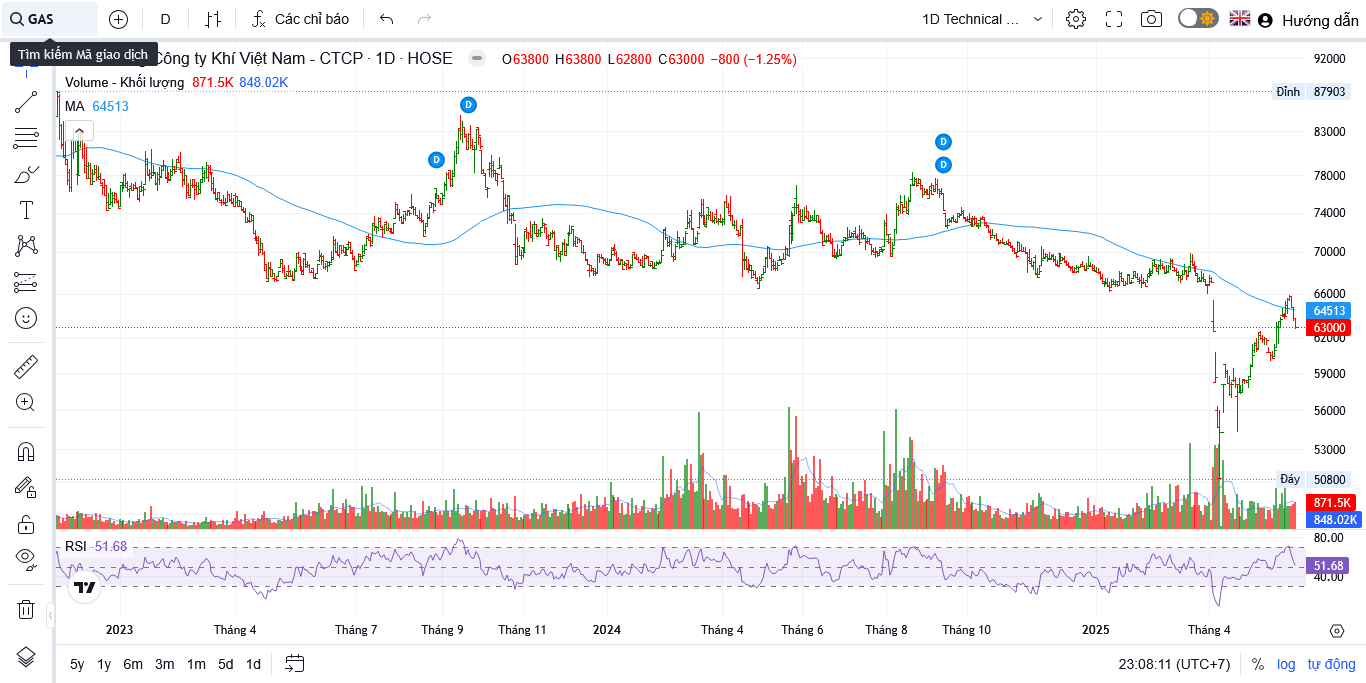 GAS
D
Các chỉ báo
1D Technical ...
Hướng dẫn
Tìm kiếm Mã giao dịch
Công ty Khí Việt Nam - CTCP · 1D · HOSE
O63800 H63800 L62800 C63000 −800 (−1.25%)
Volume - Khối lượng 871.5K 848.02K
MA 64513
D
D
D
D
92000
Đỉnh 87903
83000
78000
74000
70000
66000
64513
63000
62000
59000
56000
53000
Đáy 50800
871.5K
848.02K
RSI 51.68
80.00
51.68
40.00
2023 Tháng 4 Tháng 7 Tháng 9 Tháng 11 2024 Tháng 4 Tháng 6 Tháng 8 Tháng 10 2025 Tháng 4
5y 1y 6m 3m 1m 5d 1d
23:08:11 (UTC+7) % log tự động